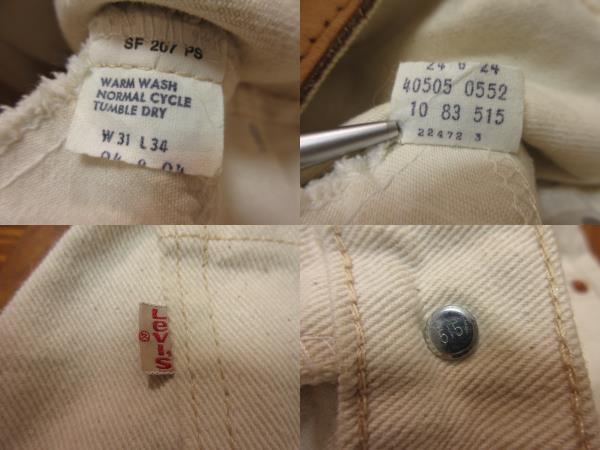 SF 207 PS
WARM WASH
NORMAL CYCLE
TUMBLE DRY
W 31 L 34
24 0 24
40505 0552
10 83 515
22472 3
Levi's
®
515